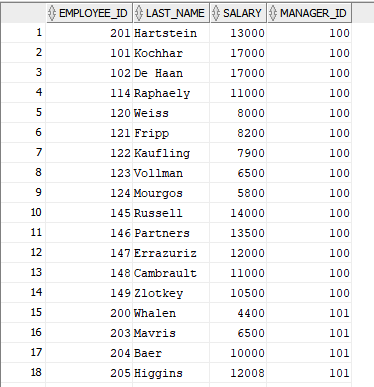 EMPLOYEE_ID LAST_NAME SALARY MANAGER_ID
1 201 Hartstein 13000 100
2 101 Kochhar 17000 100
3 102 De Haan 17000 100
4 114 Raphaely 11000 100
5 120 Weiss 8000 100
6 121 Fripp 8200 100
7 122 Kaufling 7900 100
8 123 Vollman 6500 100
9 124 Mourgos 5800 100
10 145 Russell 14000 100
11 146 Partners 13500 100
12 147 Errazuriz 12000 100
13 148 Cambrault 11000 100
14 149 Zlotkey 10500 100
15 200 Whalen 4400 101
16 203 Mavris 6500 101
17 204 Baer 10000 101
18 205 Higgins 12008 101